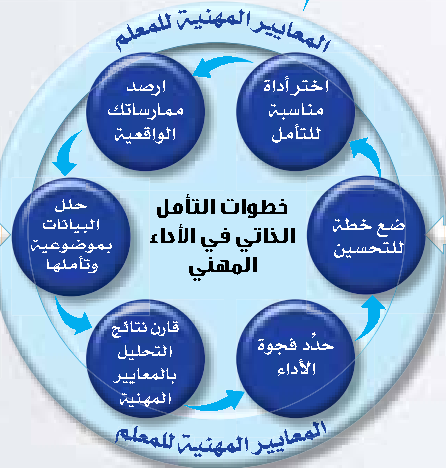 المعايير المهنية للمعلم
اختر أداة
مناسبة
للتأمل
ارصد
ممارساتك
الواقعية
حلل
البيانات
بموضوعية
وتأملها
قارن نتائج
التحليل
بالمعايير
المهنية
حدِّد فجوة
الأداء
ضع خطة
للتحسين
خطوات التأمل
الذاتي في الأداء
المهني
المعايير المهنية للمعلم